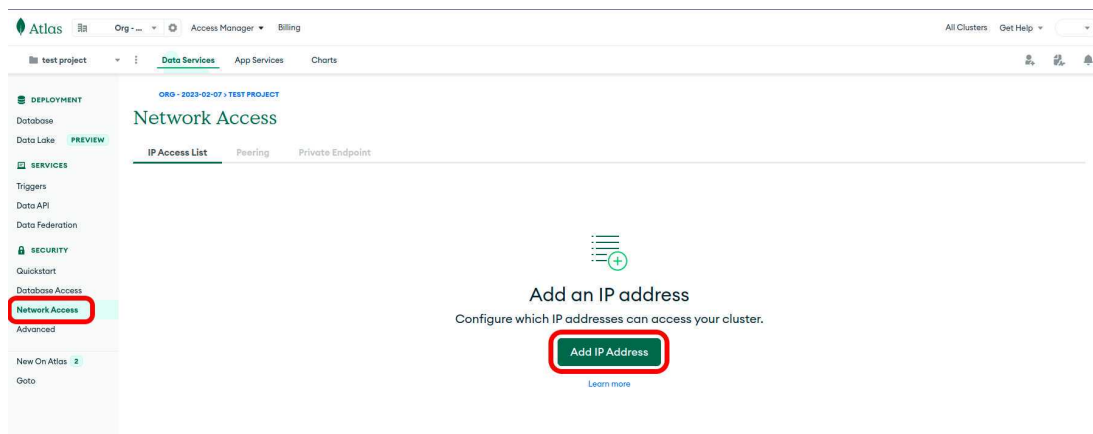 Atlas Org - ... Access Manager Billing All Clusters Get Help
test project Data Services App Services Charts
DEPLOYMENT
Database
Data Lake PREVIEW
SERVICES
Triggers
Data API
Data Federation
SECURITY
Quickstart
Database Access
Network Access
Advanced
New On Atlas 2
Goto
ORG - 2023-02-07 > TEST PROJECT
Network Access
IP Access List Peering Private Endpoint
Add an IP address
Configure which IP addresses can access your cluster.
Add IP Address
Learn more